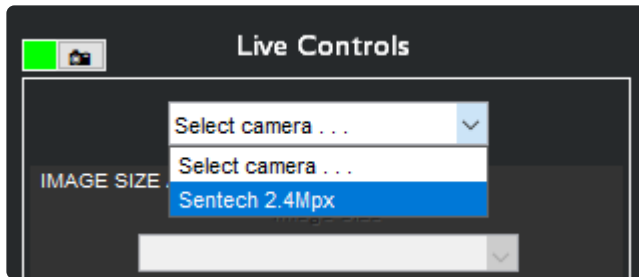 Live Controls
Select camera . . .
Select camera . . .
IMAGE SIZE
Sentech 2.4Mpx